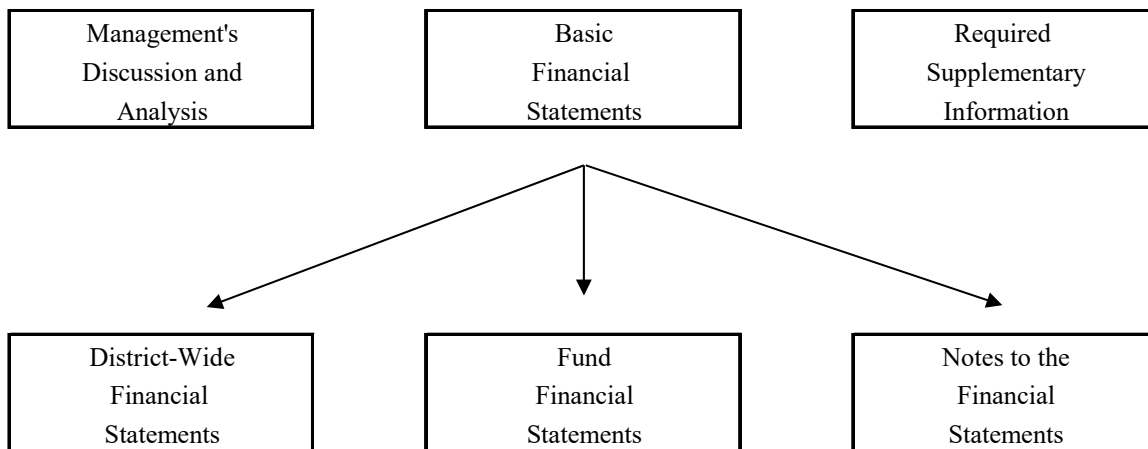 Management's
Discussion and
Analysis
Basic
Financial
Statements
Required
Supplementary
Information
District-Wide
Financial
Statements
Fund
Financial
Statements
Notes to the
Financial
Statements